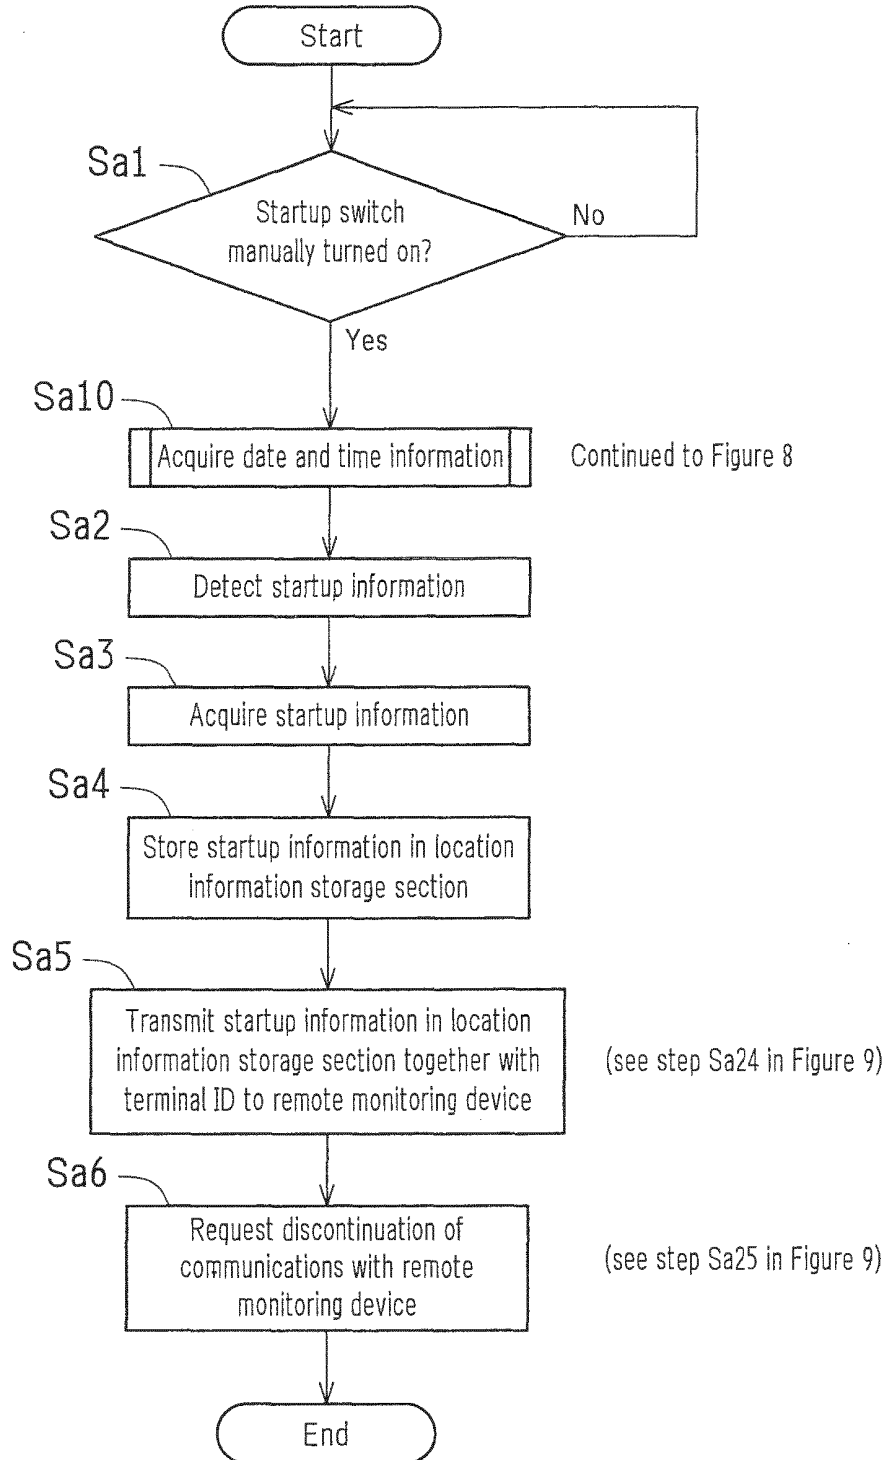 Start
Sa1
Startup switch
manually turned on?
No
Yes
Sa10
Acquire date and time information
Continued to Figure 8
Sa2
Detect startup information
Sa3
Acquire startup information
Sa4
Store startup information in location
information storage section
Sa5
Transmit startup information in location
information storage section together with
terminal ID to remote monitoring device
(see step Sa24 in Figure 9)
Sa6
Request discontinuation of
communications with remote
monitoring device
(see step Sa25 in Figure 9)
End